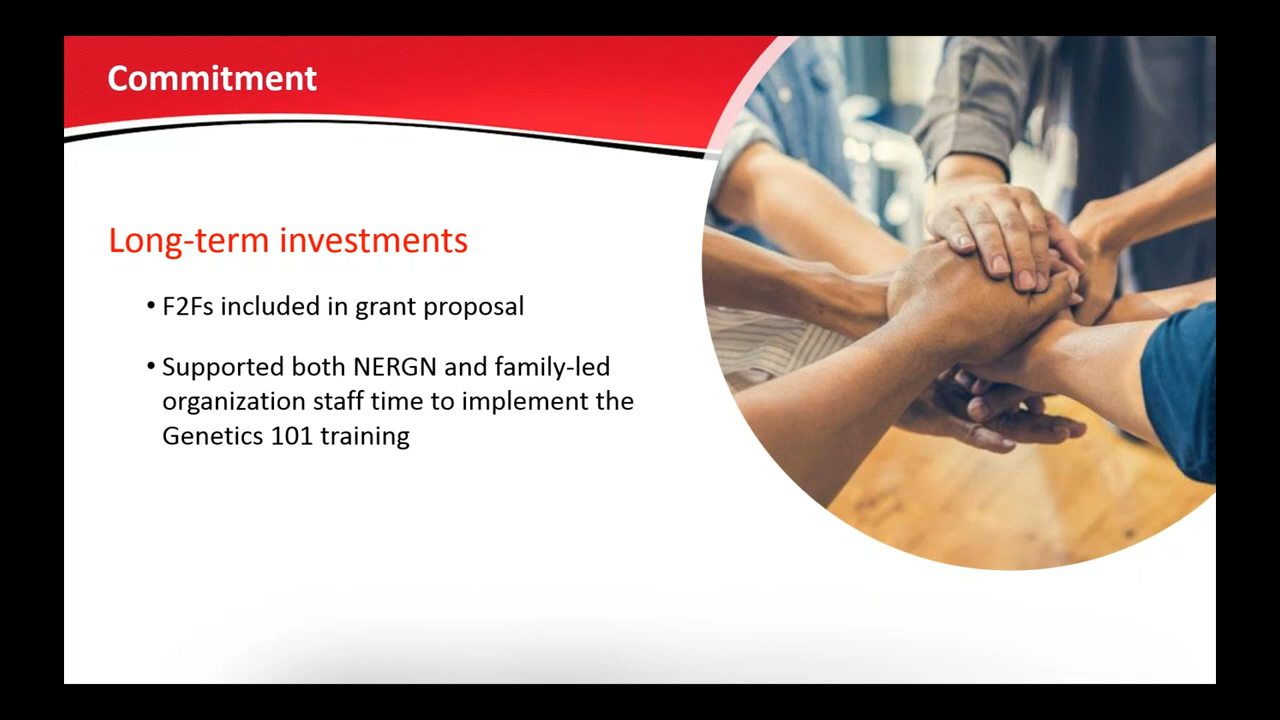 Commitment
Long-term investments
• F2Fs included in grant proposal
• Supported both NERGN and family-led
organization staff time to implement the
Genetics 101 training